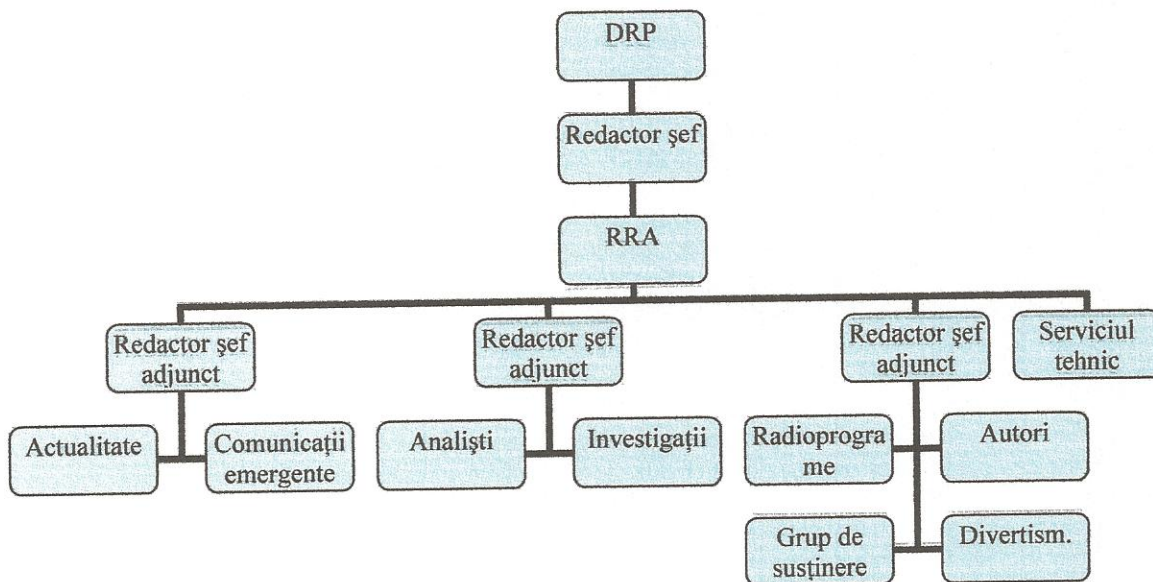 DRP
Redactor şef
RRA
Redactor şef
adjunct
Redactor şef
adjunct
Redactor şef
adjunct
Serviciul
tehnic
Actualitate
Comunicaţii
emergente
Analişti
Investigaţii
Radioprogra
me
Autori
Grup de
susţinere
Divertism.